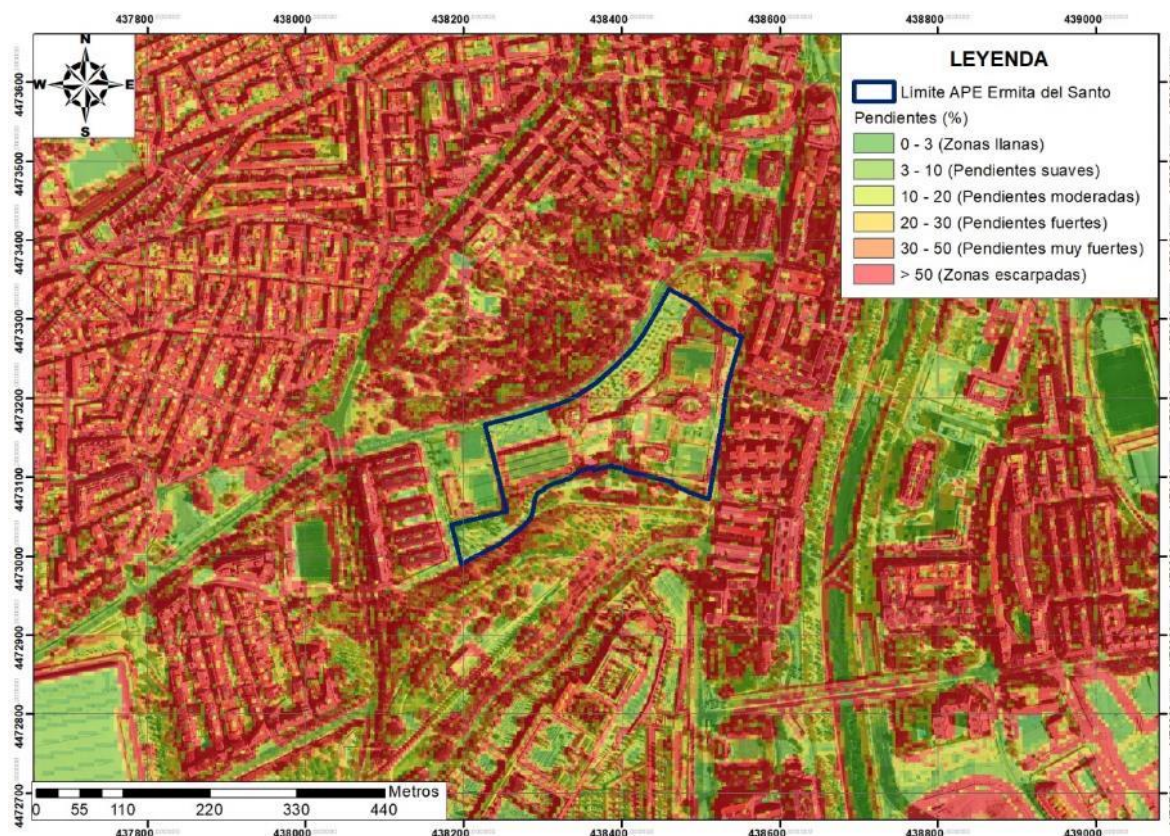 437800 438000 438200 438400 438600 438800 439000
N
W E
S
LEYENDA
Límite APE Ermita del Santo
Pendientes (%)
0 - 3 (Zonas llanas)
3 - 10 (Pendientes suaves)
10 - 20 (Pendientes moderadas)
20 - 30 (Pendientes fuertes)
30 - 50 (Pendientes muy fuertes)
> 50 (Zonas escarpadas)
4473600
4473500
4473400
4473300
4473200
4473100
4473000
4472900
4472800
4472700
Metros
0 55 110 220 330 440
437800 438000 438200 438400 438600 438800 439000